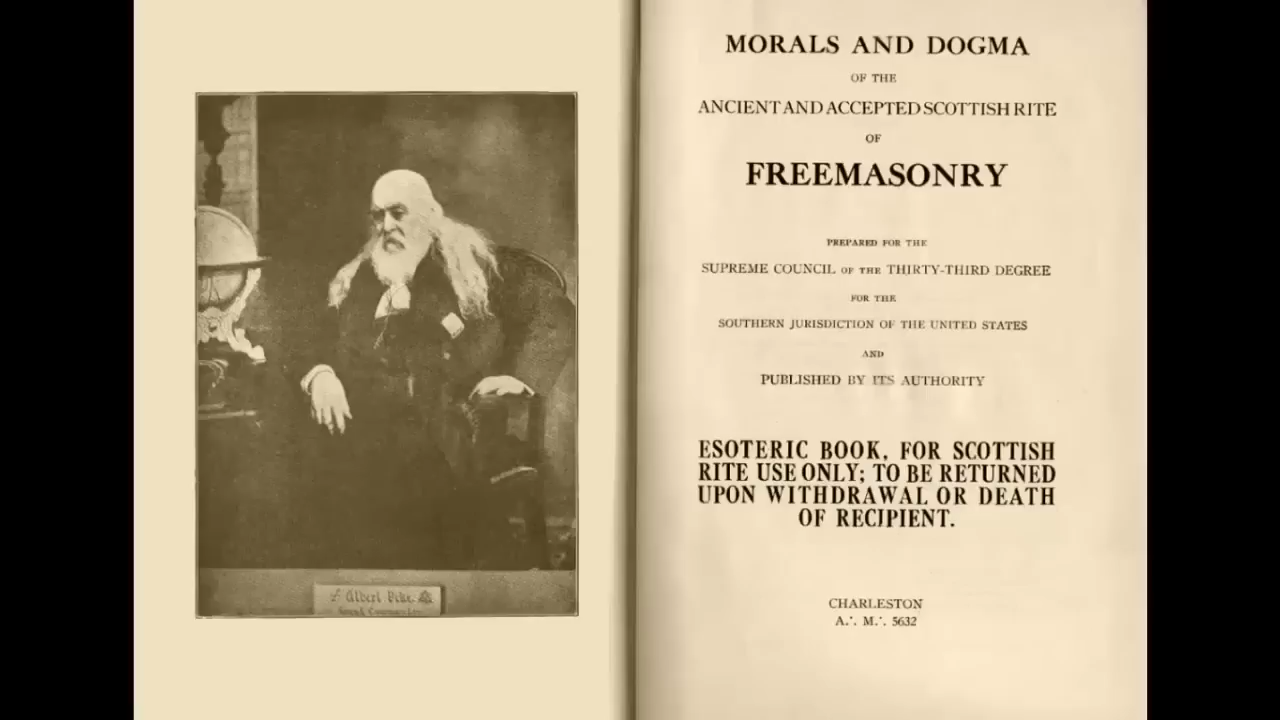 Albert Pike
MORALS AND DOGMA
OF THE
ANCIENT AND ACCEPTED SCOTTISH RITE
OF
FREEMASONRY
PREPARED FOR THE
SUPREME COUNCIL OF THE THIRTY-THIRD DEGREE
FOR THE
SOUTHERN JURISDICTION OF THE UNITED STATES
AND
PUBLISHED BY ITS AUTHORITY
ESOTERIC BOOK, FOR SCOTTISH
RITE USE ONLY; TO BE RETURNED
UPON WITHDRAWAL OR DEATH
OF RECIPIENT.
CHARLESTON
A∴ M∴ 5632